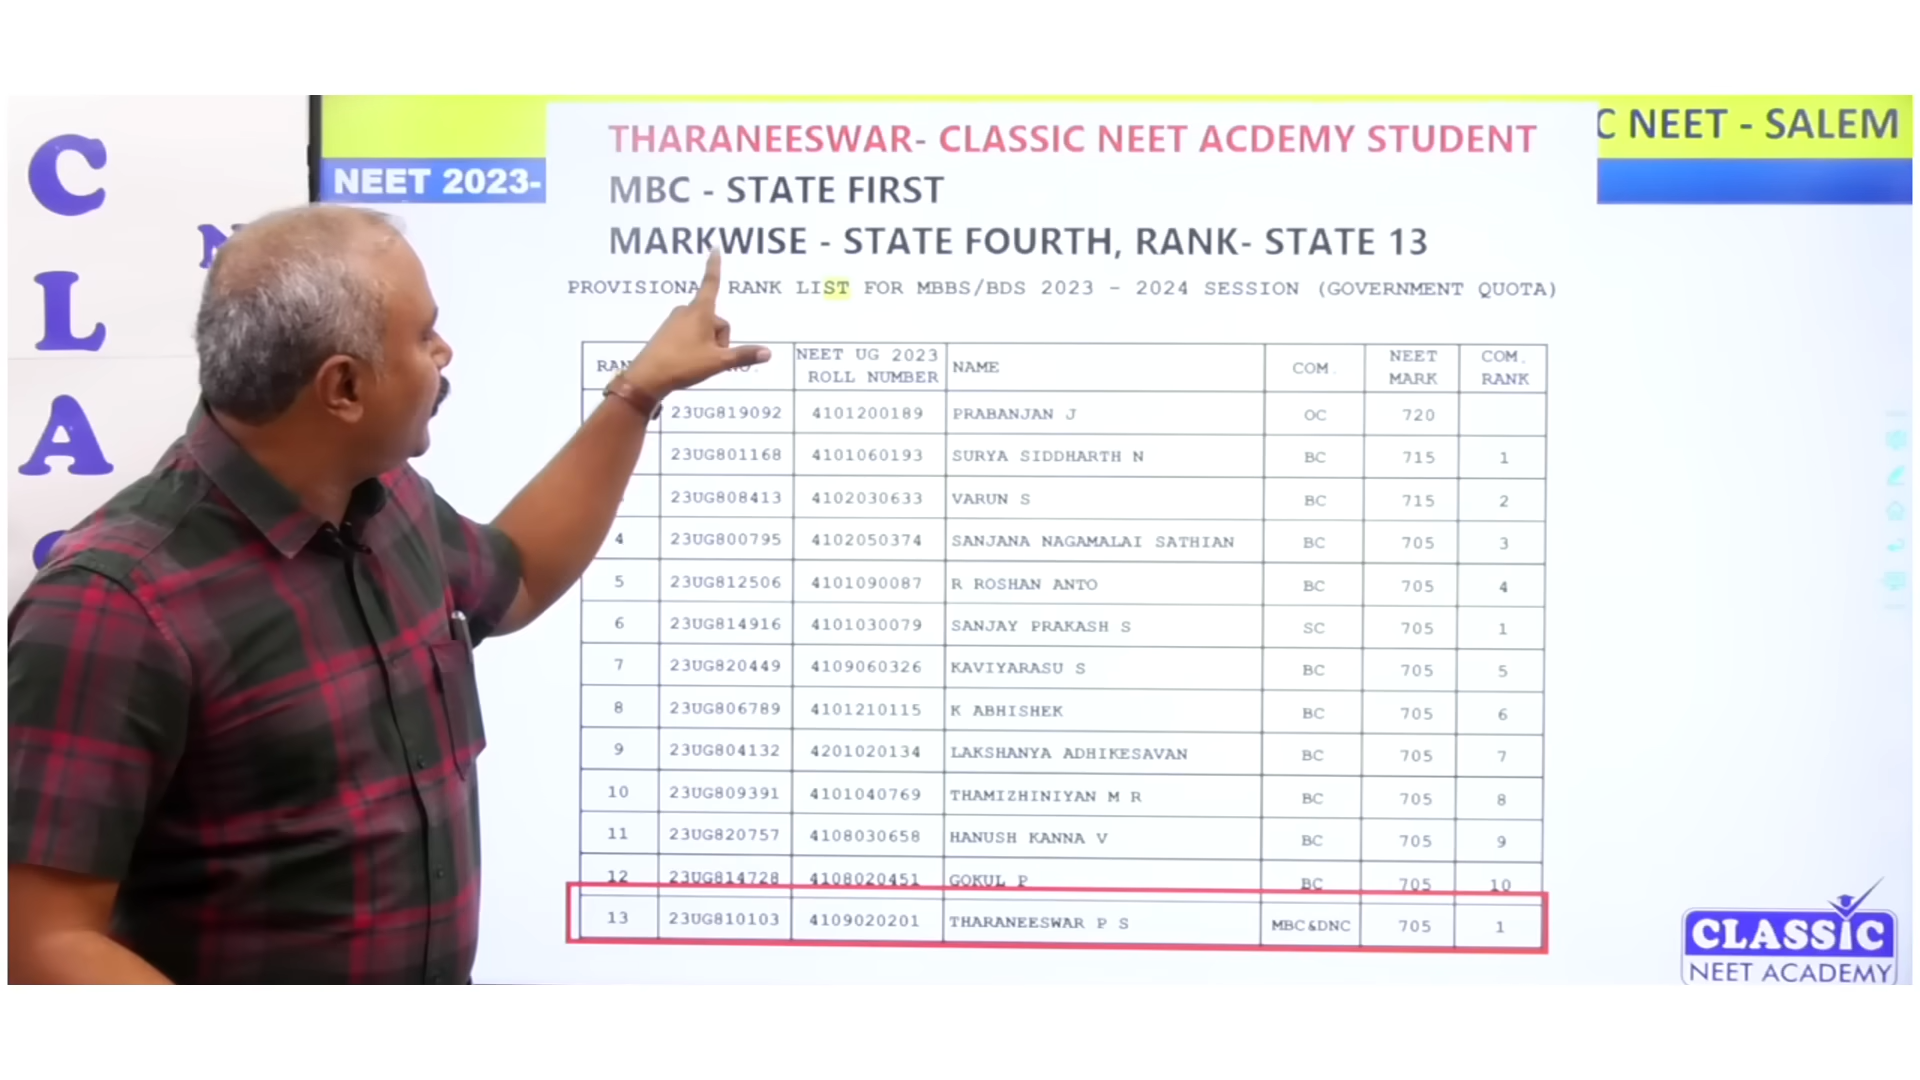 C
L
A
N
C NEET - SALEM
NEET 2023-
THARANEESWAR- CLASSIC NEET ACDEMY STUDENT
MBC - STATE FIRST
MARKWISE - STATE FOURTH, RANK- STATE 13
RANK LIST FOR MBBS/BDS 2023 - 2024 SESSION (GOVERNMENT QUOTA)
NEET UG 2023 ROLL NUMBER NAME COM. NEET MARK COM. RANK
23UG819092 4101200189 PRABANJAN J OC 720
23UG801168 4101060193 SURYA SIDDHARTH N BC 715 1
23UG808413 4102030633 VARUN S BC 715 2
4 23UG800795 4102050374 SANJANA NAGAMALAI SATHIAN BC 705 3
5 23UG812506 4101090087 R ROSHAN ANTO BC 705 4
6 23UG814916 4101030079 SANJAY PRAKASH S SC 705 1
7 23UG820449 4109060326 KAVIYARASU S BC 705 5
8 23UG806789 4101210115 K ABHISHEK BC 705 6
9 23UG804132 4201020134 LAKSHANYA ADHIKESAVAN BC 705 7
10 23UG809391 4101040769 THAMIZHINIYAN M R BC 705 8
11 23UG820757 4108030658 HANUSH KANNA V BC 705 9
12 23UG814728 4108020451 GOKUL P BC 705 10
13 23UG810103 4109020201 THARANEESWAR P S MBC&DNC 705 1
CLASSIC
NEET ACADEMY